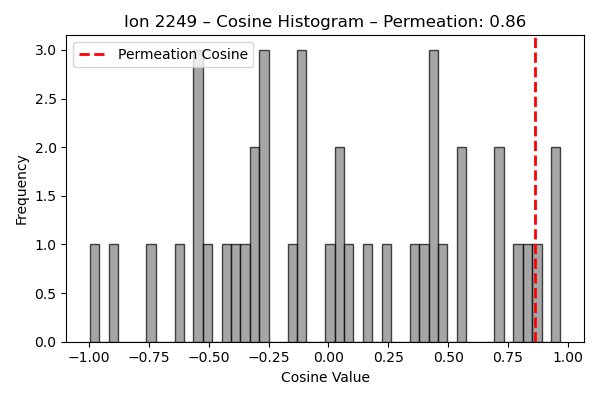 Ion 2249 – Cosine Histogram – Permeation: 0.86
Permeation Cosine
Frequency
3.0
2.5
2.0
1.5
1.0
0.5
0.0
−1.00 −0.75 −0.50 −0.25 0.00 0.25 0.50 0.75 1.00
Cosine Value